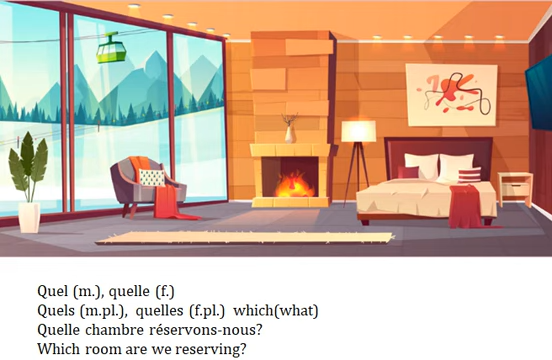 Quel (m.), quelle (f.)
Quels (m.pl.),  quelles (f.pl.)  which(what)
Quelle chambre réservons-nous?
Which room are we reserving?